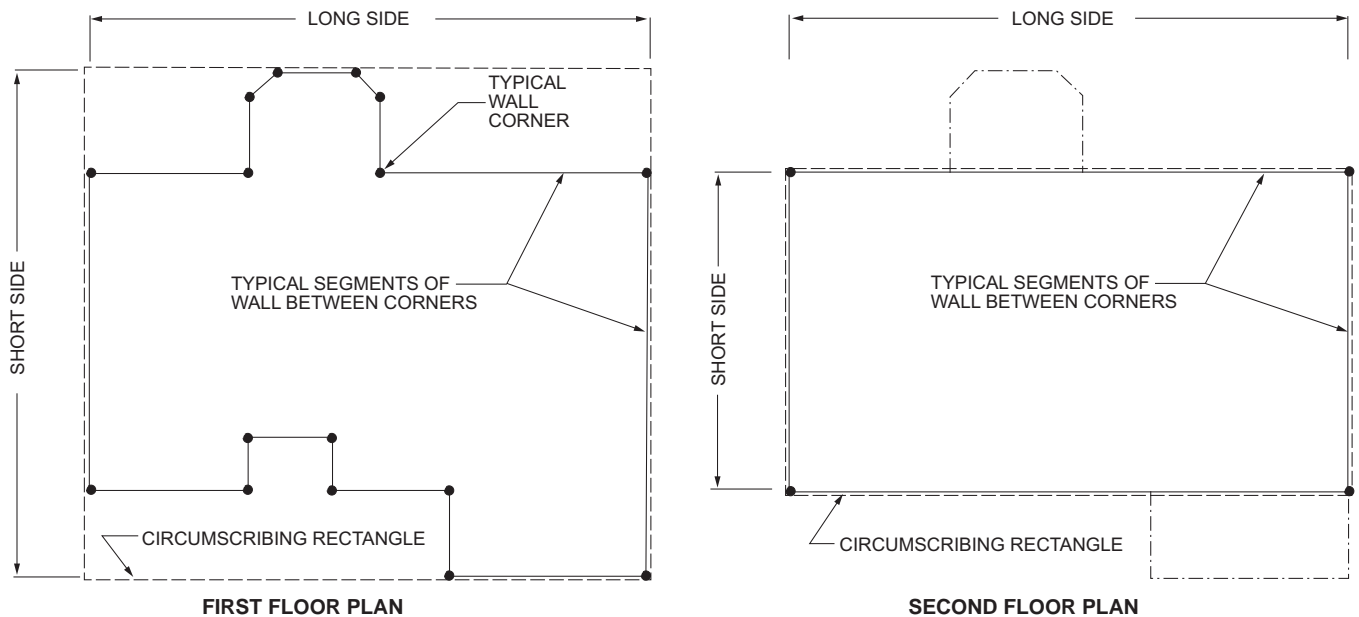 LONG SIDE
SHORT SIDE
TYPICAL
WALL
CORNER
TYPICAL SEGMENTS OF
WALL BETWEEN CORNERS
CIRCUMSCRIBING RECTANGLE
FIRST FLOOR PLAN
LONG SIDE
SHORT SIDE
TYPICAL SEGMENTS OF
WALL BETWEEN CORNERS
CIRCUMSCRIBING RECTANGLE
SECOND FLOOR PLAN